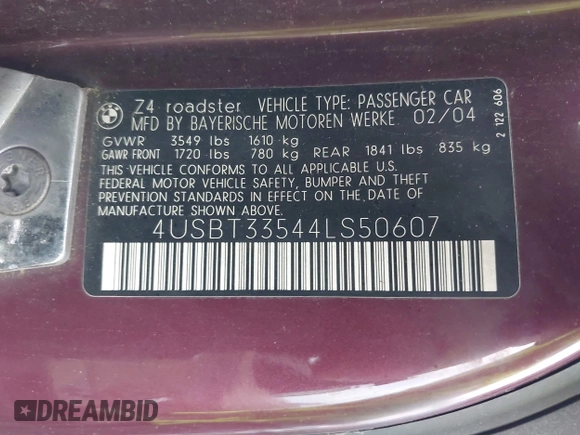 BMW
Z4 roadster VEHICLE TYPE: PASSENGER CAR
MFD BY BAYERISCHE MOTOREN WERKE. 02/04
GVWR 3549 lbs 1610 kg
GAWR FRONT 1720 lbs 780 kg REAR 1841 lbs 835 kg
THIS VEHICLE CONFORMS TO ALL APPLICABLE U.S.
FEDERAL MOTOR VEHICLE SAFETY, BUMPER AND THEFT
PREVENTION STANDARDS IN EFFECT ON THE DATE OF
MANUFACTURE SHOWN ABOVE.
4USBT33544LS50607
2 122 606
DREAMBID